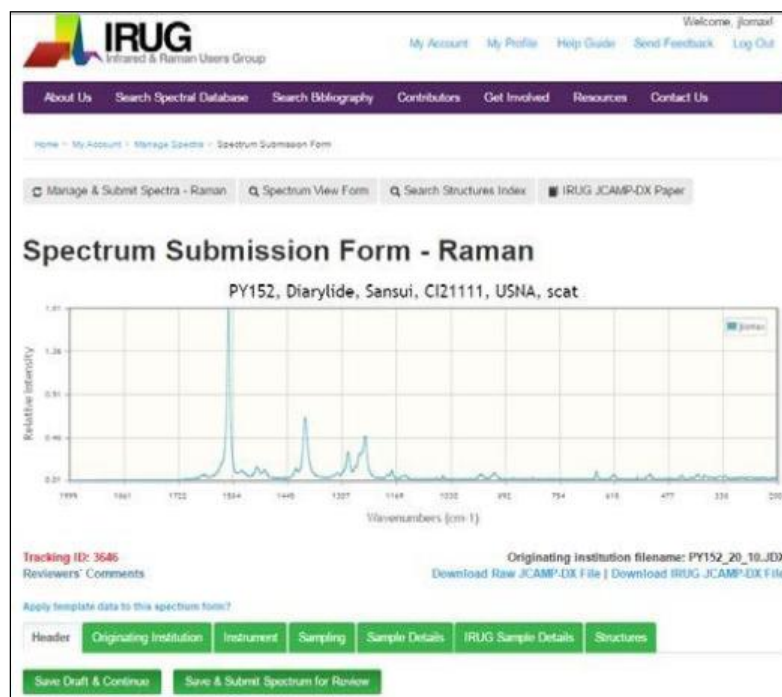 Welcome, jlomax!
IRUG
Infrared & Raman Users Group
My Account My Profile Help Guide Send Feedback Log Out
About Us Search Spectral Database Search Bibliography Contributors Get Involved Resources Contact Us
Home My Account Manage Spectra Spectrum Submission Form
Manage & Submit Spectra - Raman Spectrum View Form Search Structures Index IRUG JCAMP-DX Paper
Spectrum Submission Form - Raman
PY152, Diarylide, Sansui, CI21111, USNA, scat
jlomax
Relative Intensity
Wavenumbers (cm-1)
Tracking ID: 3646
Originating institution filename: PY152_20_10.JDX
Reviewers' Comments
Download Raw JCAMP-DX File | Download IRUG JCAMP-DX File
Apply template data to this spectrum form?
Header Originating Institution Instrument Sampling Sample Details IRUG Sample Details Structures
Save Draft & Continue Save & Submit Spectrum for Review